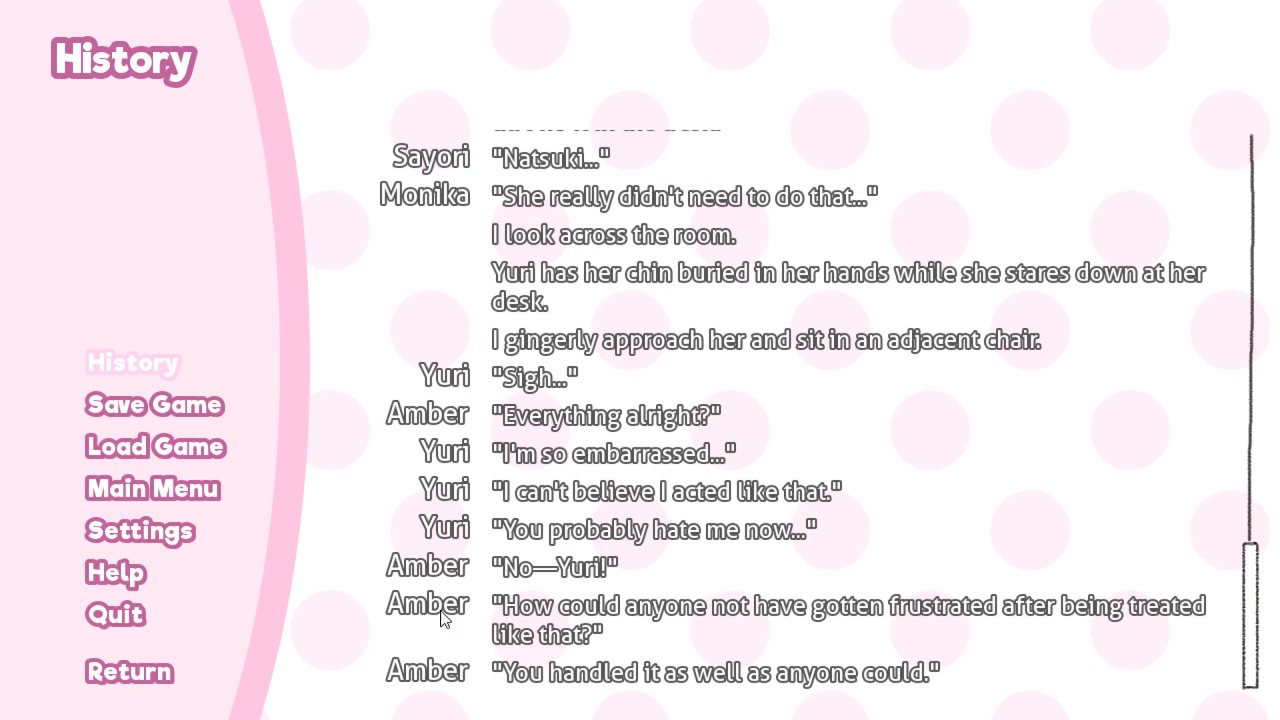 History
Sayori "Natsuki..."
Monika "She really didn't need to do that..."
I look across the room.
Yuri has her chin buried in her hands while she stares down at her
desk.
I gingerly approach her and sit in an adjacent chair.
Yuri "Sigh..."
Amber "Everything alright?"
Yuri "I'm so embarrassed..."
Yuri "I can't believe I acted like that."
Yuri "You probably hate me now..."
Amber "No—Yuri!"
Amber "How could anyone not have gotten frustrated after being treated
like that?"
Amber "You handled it as well as anyone could."
History
Save Game
Load Game
Main Menu
Settings
Help
Quit
Return